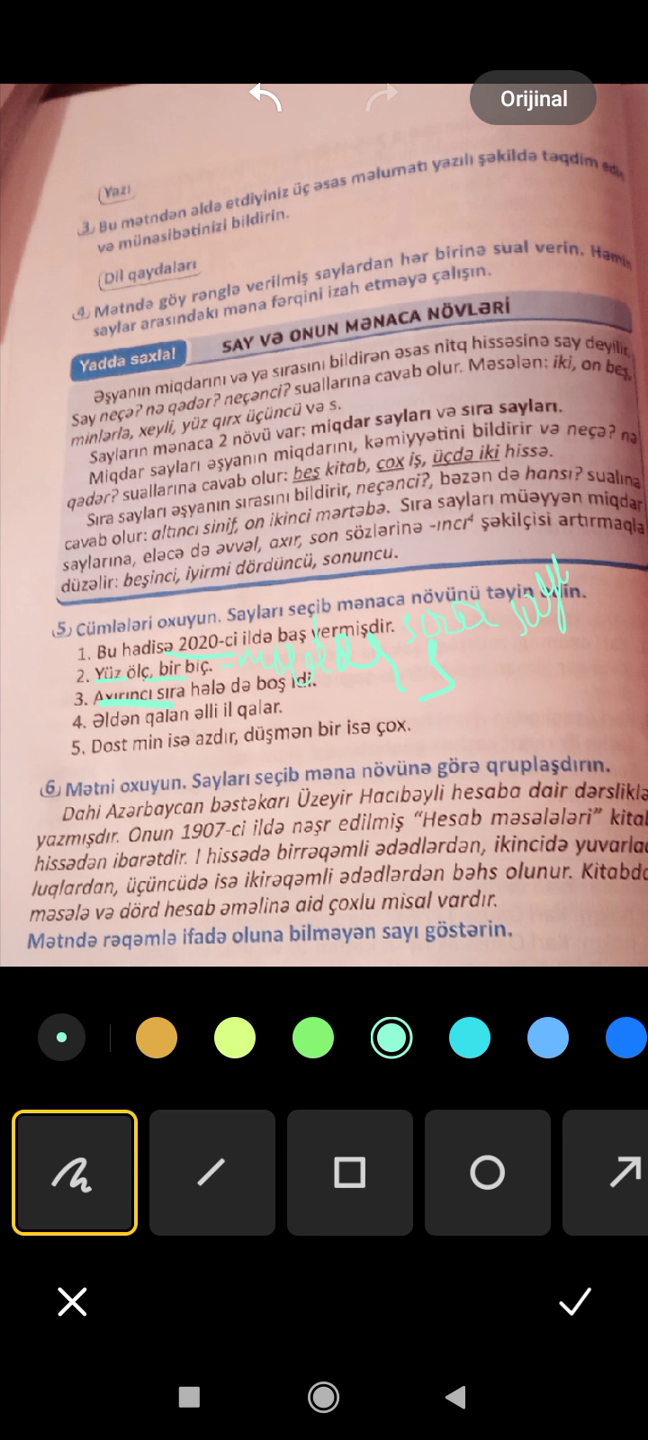 Orijinal
Yazı
3. Bu mətndən əldə etdiyiniz üç əsas məlumatı yazılı şəkildə təqdim edin
və münasibətinizi bildirin.
Dil qaydaları
4. Mətndə göy rənglə verilmiş saylardan hər birinə sual verin. Həmin
saylar arasındakı məna fərqini izah etməyə çalışın.
Yadda saxla! SAY VƏ ONUN MƏNACA NÖVLƏRİ
Əşyanın miqdarını və ya sırasını bildirən əsas nitq hissəsinə say deyilir.
Say neçə? nə qədər? neçənci? suallarına cavab olur. Məsələn: iki, on beş,
minlərlə, xeyli, yüz qırx üçüncü və s.
Sayların mənaca 2 növü var: miqdar sayları və sıra sayları.
Miqdar sayları əşyanın miqdarını, kəmiyyətini bildirir və neçə? nə
qədər? suallarına cavab olur: beş kitab, çox iş, üçdə iki hissə.
Sıra sayları əşyanın sırasını bildirir, neçənci?, bəzən də hansı? sualına
cavab olur: altıncı sinif, on ikinci mərtəbə. Sıra sayları müəyyən miqdar
saylarına, eləcə də əvvəl, axır, son sözlərinə -ıncı⁴ şəkilçisi artırmaqla
düzəlir: beşinci, iyirmi dördüncü, sonuncu.
5. Cümlələri oxuyun. Sayları seçib mənaca növünü təyin edin.
1. Bu hadisə 2020-ci ildə baş vermişdir. sıra say
2. Yüz ölç, bir biç.
3. Axırıncı sıra hələ də boş idi.
4. Əldən qalan əlli il qalar.
5. Dost min isə azdır, düşmən bir isə çox.
6. Mətni oxuyun. Sayları seçib məna növünə görə qruplaşdırın.
Dahi Azərbaycan bəstəkarı Üzeyir Hacıbəyli hesaba dair dərsliklə
yazmışdır. Onun 1907-ci ildə nəşr edilmiş “Hesab məsələləri” kitab
hissədən ibarətdir. I hissədə birrəqəmli ədədlərdən, ikincidə yuvarlaq
luqlardan, üçüncüdə isə ikirəqəmli ədədlərdən bəhs olunur. Kitabda
məsələ və dörd hesab əməlinə aid çoxlu misal vardır.
Mətndə rəqəmlə ifadə oluna bilməyən sayı göstərin.